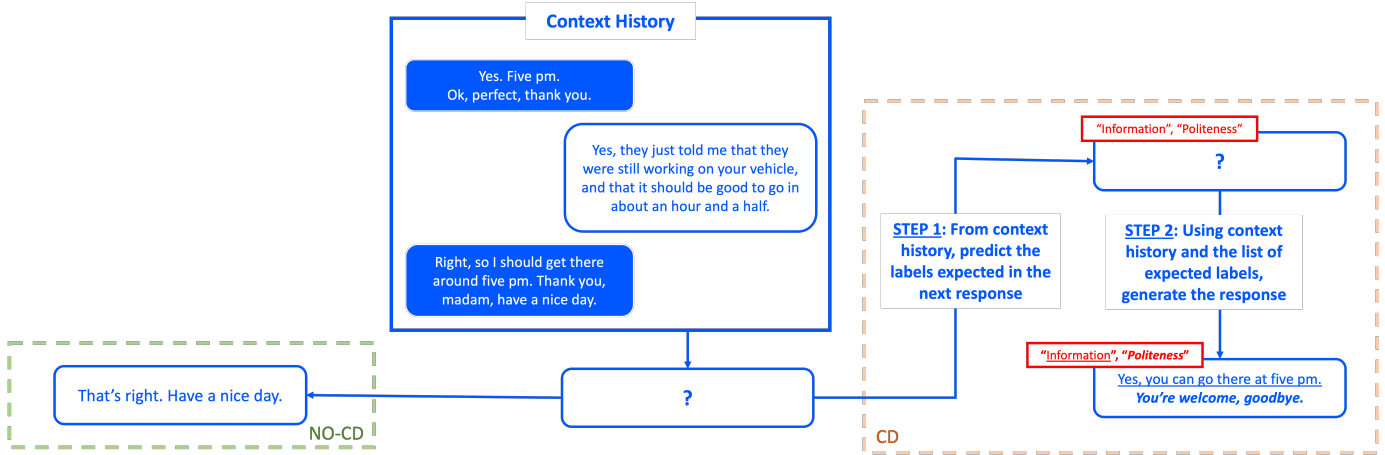 Context History
Yes. Five pm.
Ok, perfect, thank you.
Yes, they just told me that they
were still working on your vehicle,
and that it should be good to go in
about an hour and a half.
Right, so I should get there
around five pm. Thank you,
madam, have a nice day.
?
That's right. Have a nice day.
NO-CD
STEP 1: From context
history, predict the
labels expected in the
next response
“Information”, “Politeness”
?
STEP 2: Using context
history and the list of
expected labels,
generate the response
“Information”, “Politeness”
Yes, you can go there at five pm.
You're welcome, goodbye.
CD